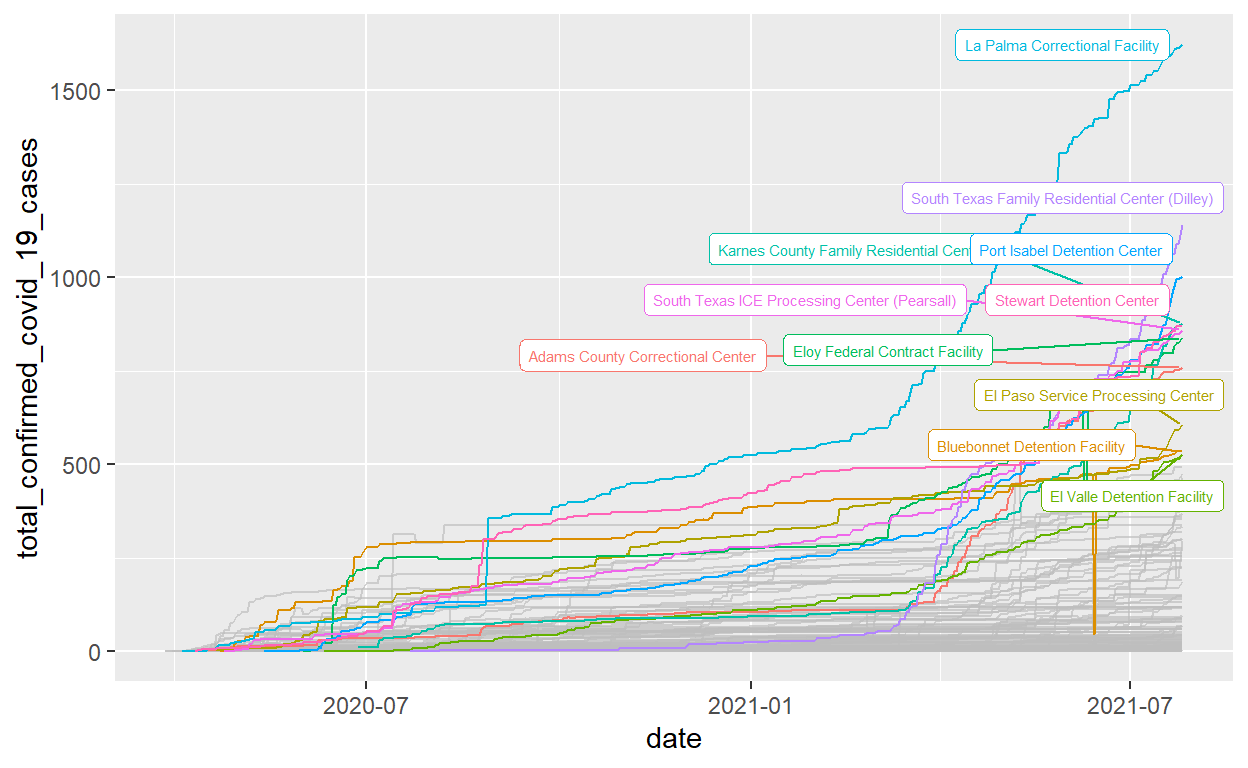 La Palma Correctional Facility
1500
South Texas Family Residential Center (Dilley)
Karnes County Family Residential Cen
Port Isabel Detention Center
1000
South Texas ICE Processing Center (Pearsall)
Stewart Detention Center
Adams County Correctional Center
Eloy Federal Contract Facility
El Paso Service Processing Center
Bluebonnet Detention Facility
500
El Valle Detention Facility
0
total_confirmed_covid_19_cases
2020-07
2021-01
2021-07
date